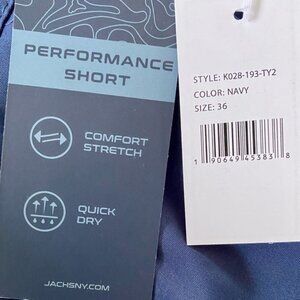 PERFORMANCE
SHORT
COMFORT
STRETCH
QUICK
DRY
JACHSNY.COM
STYLE: K028-193-TY2
COLOR: NAVY
SIZE: 36
1 90649 45383 8